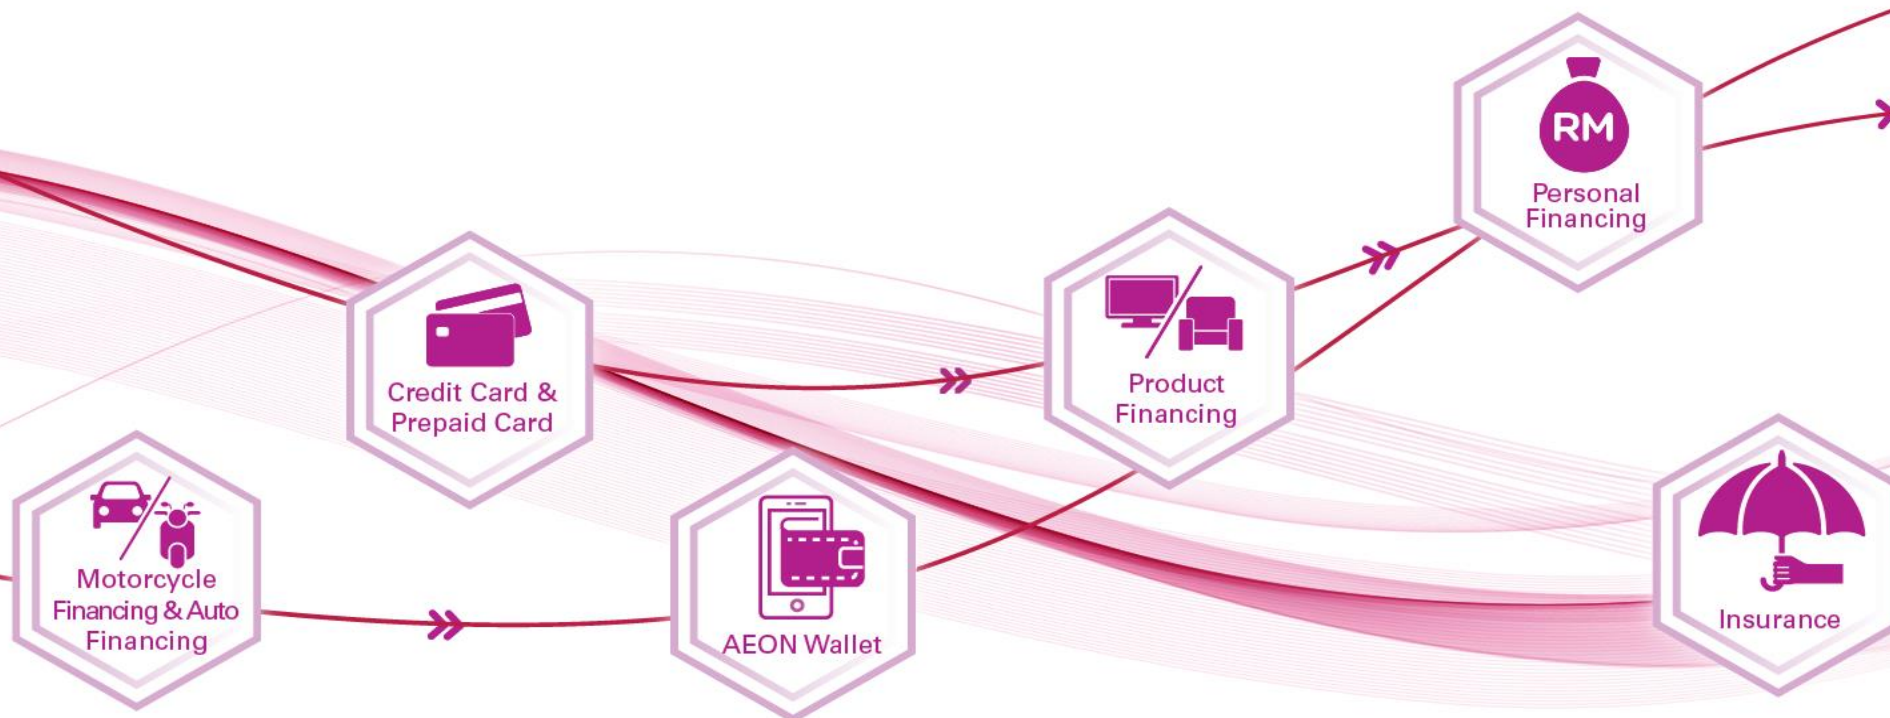 RM
Personal
Financing
Credit Card &
Prepaid Card
Product
Financing
Motorcycle
Financing & Auto
Financing
AEON Wallet
Insurance